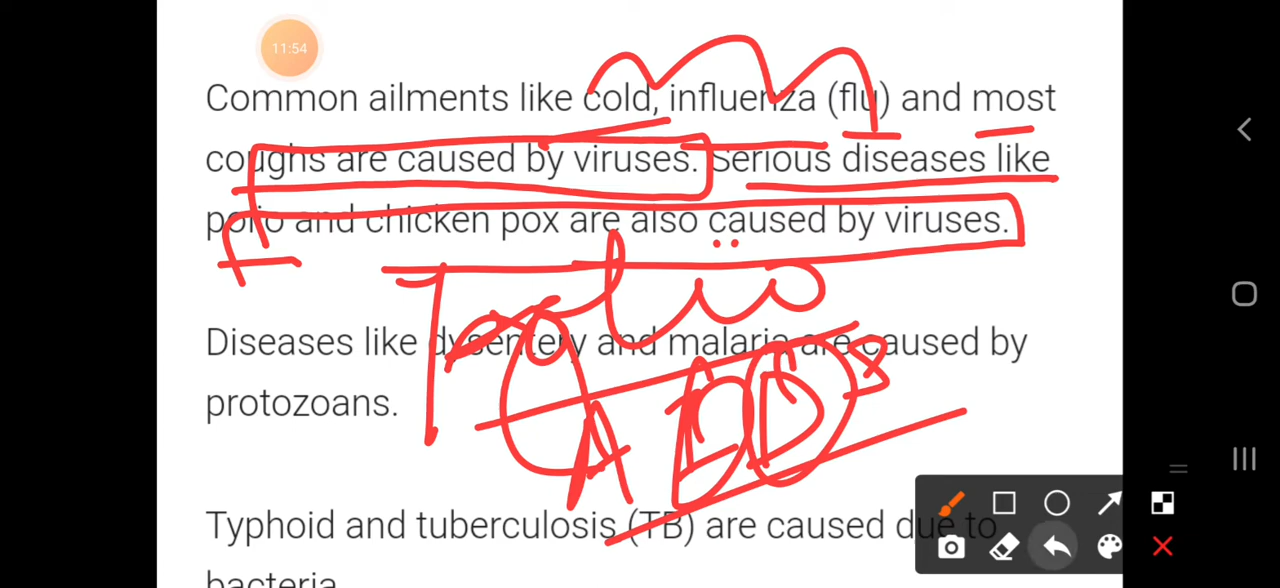 11:54
Common ailments like cold, influenza (flu) and most
coughs are caused by viruses. Serious diseases like
polio and chicken pox are also caused by viruses.
Polio
Diseases like dysentery and malaria are caused by
protozoans.
Typhoid and tuberculosis (TB) are caused due to
bacteria